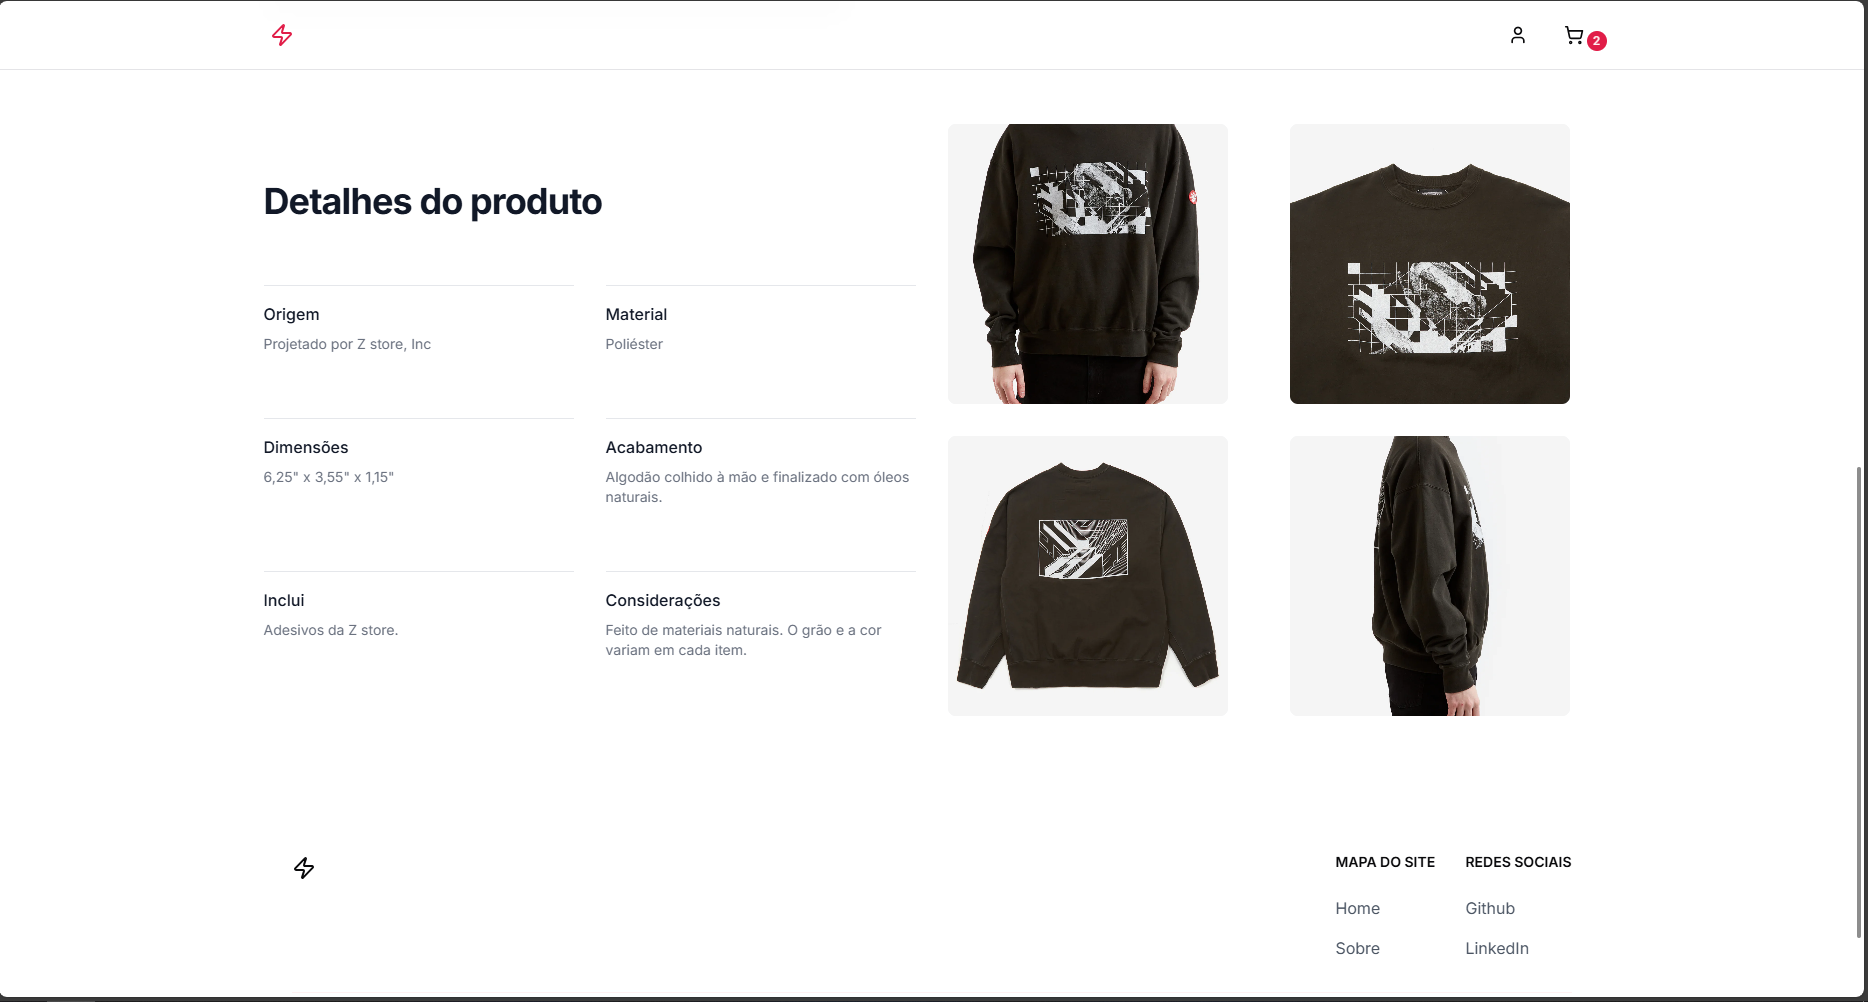 2
Detalhes do produto
Origem
Projetado por Z store, Inc
Material
Poliéster
Dimensões
6,25" x 3,55" x 1,15"
Acabamento
Algodão colhido à mão e finalizado com óleos
naturais.
Inclui
Adesivos da Z store.
Considerações
Feito de materiais naturais. O grão e a cor
variam em cada item.
MAPA DO SITE
Home
Sobre
REDES SOCIAIS
Github
LinkedIn